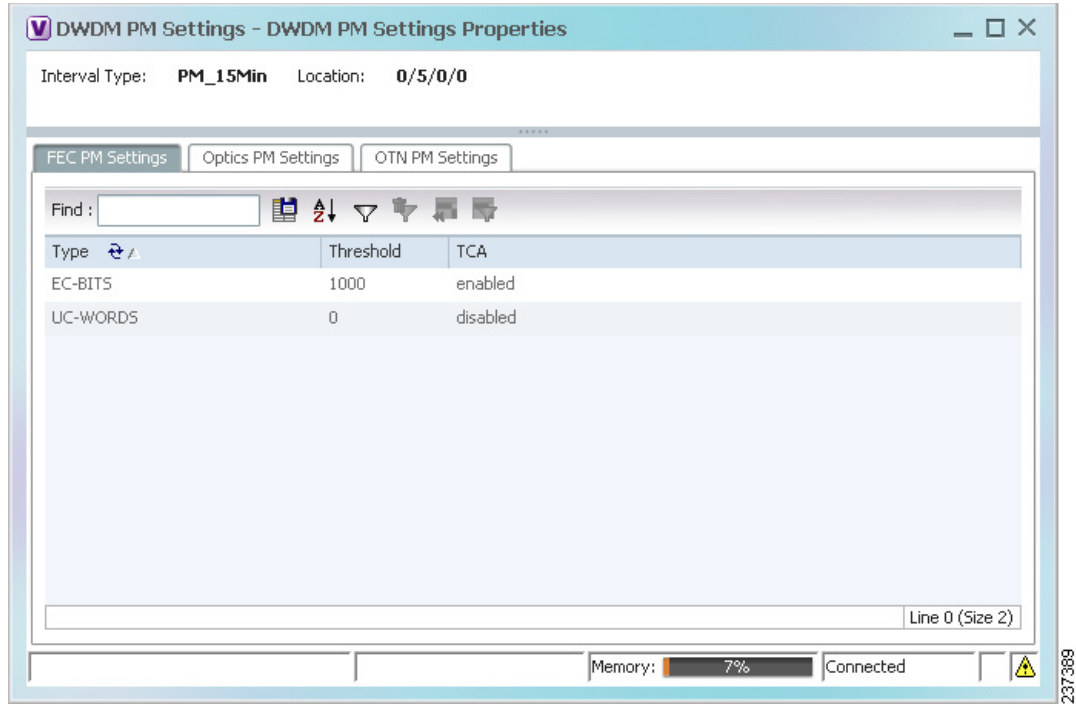 DWDM PM Settings - DWDM PM Settings Properties
Interval Type: PM_15Min Location: 0/5/0/0
FEC PM Settings Optics PM Settings OTN PM Settings
Find :
Type Threshold TCA
EC-BITS 1000 enabled
UC-WORDS 0 disabled
Line 0 (Size 2)
Memory: 7% Connected
237389